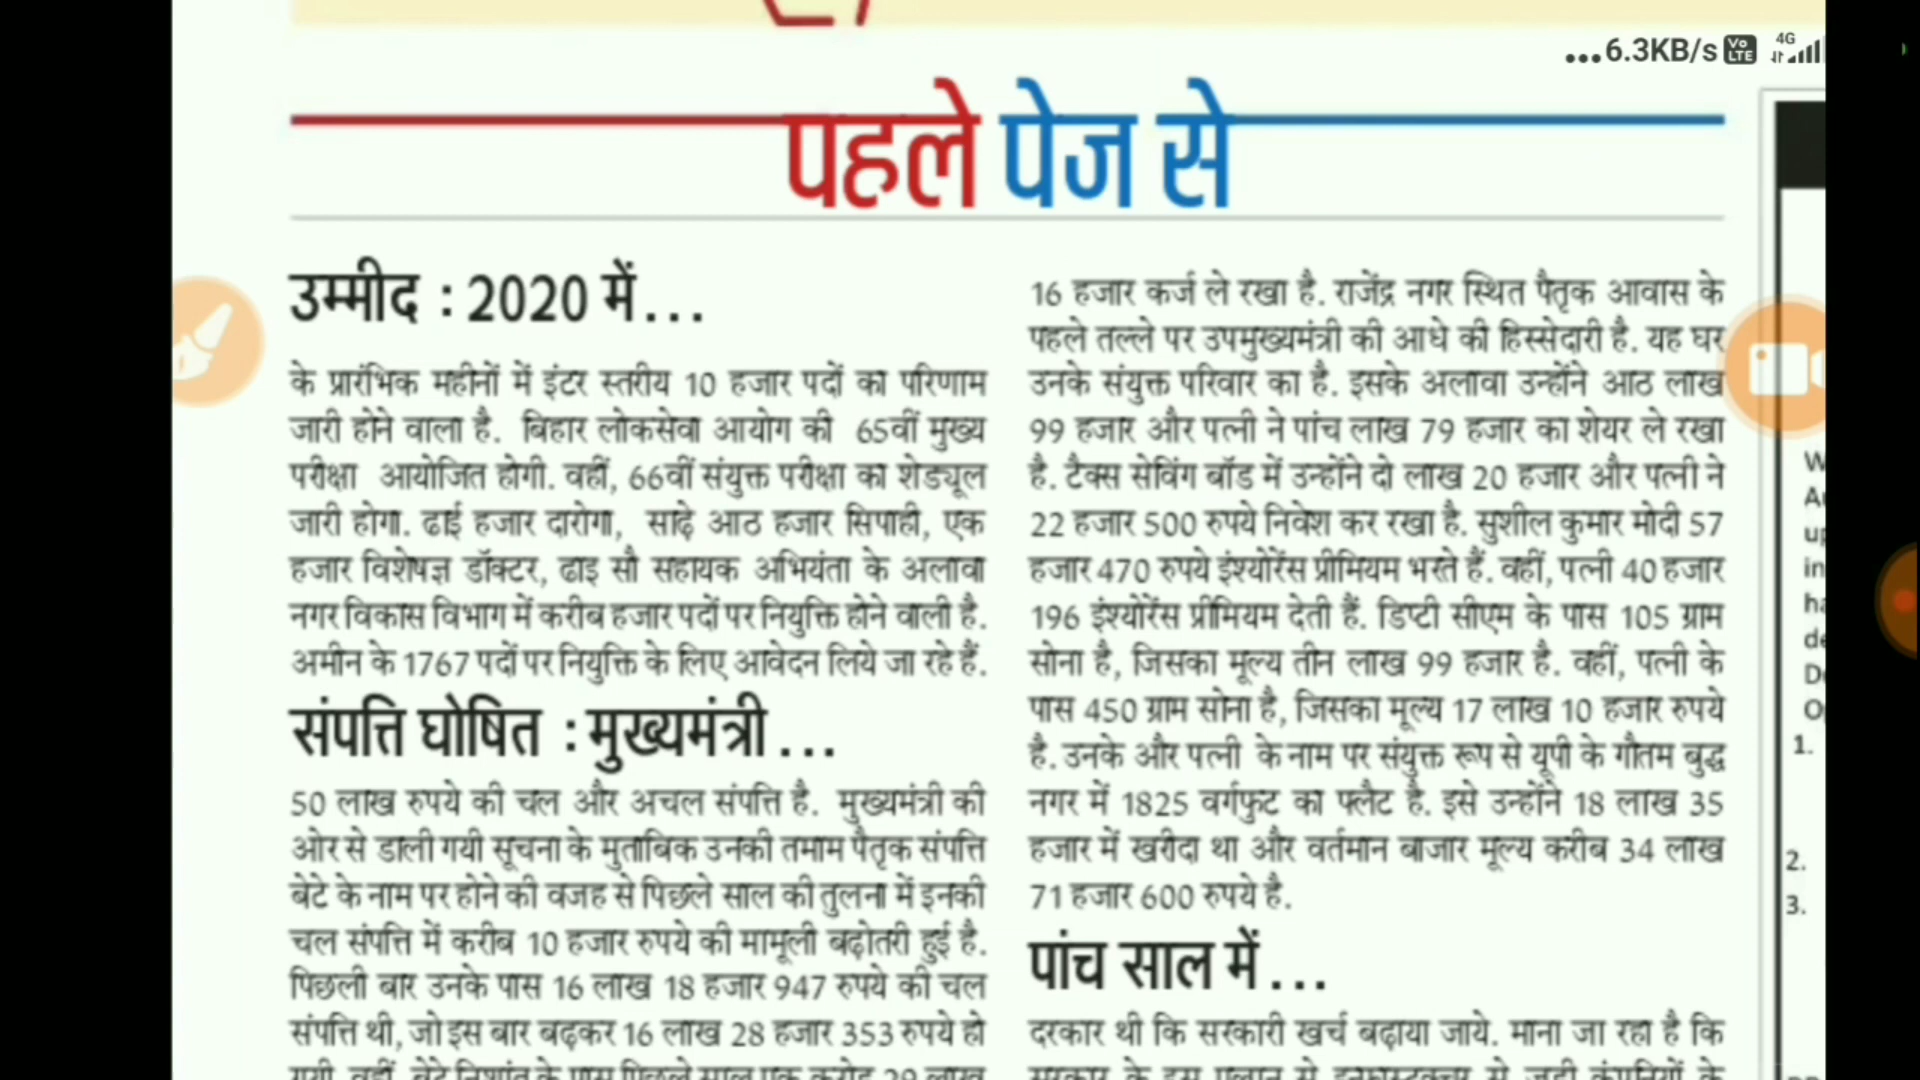 ...6.3KB/s Vo LTE 4G
पहले पेज से
उम्मीद : 2020 में...
के प्रारंभिक महीनों में इंटर स्तरीय 10 हजार पदों का परिणाम
जारी होने वाला है. बिहार लोकसेवा आयोग की 65वीं मुख्य
परीक्षा आयोजित होगी. वहीं, 66वीं संयुक्त परीक्षा का शेड्यूल
जारी होगा. ढाई हजार दारोगा, साढ़े आठ हजार सिपाही, एक
हजार विशेषज्ञ डॉक्टर, ढाइ सौ सहायक अभियंता के अलावा
नगर विकास विभाग में करीब हजार पदों पर नियुक्ति होने वाली है.
अमीन के 1767 पदों पर नियुक्ति के लिए आवेदन लिये जा रहे हैं.
संपत्ति घोषित : मुख्यमंत्री...
50 लाख रुपये की चल और अचल संपत्ति है. मुख्यमंत्री की
ओर से डाली गयी सूचना के मुताबिक उनकी तमाम पैतृक संपत्ति
बेटे के नाम पर होने की वजह से पिछले साल की तुलना में इनकी
चल संपत्ति में करीब 10 हजार रुपये की मामूली बढ़ोतरी हुई है.
पिछली बार उनके पास 16 लाख 18 हजार 947 रुपये की चल
संपत्ति थी, जो इस बार बढ़कर 16 लाख 28 हजार 353 रुपये हो
16 हजार कर्ज ले रखा है. राजेंद्र नगर स्थित पैतृक आवास के
पहले तल्ले पर उपमुख्यमंत्री की आधे की हिस्सेदारी है. यह घर
उनके संयुक्त परिवार का है. इसके अलावा उन्होंने आठ लाख
99 हजार और पत्नी ने पांच लाख 79 हजार का शेयर ले रखा
है. टैक्स सेविंग बॉड में उन्होंने दो लाख 20 हजार और पत्नी ने
22 हजार 500 रुपये निवेश कर रखा है. सुशील कुमार मोदी 57
हजार 470 रुपये इंश्योरेंस प्रीमियम भरते हैं. वहीं, पत्नी 40 हजार
196 इंश्योरेंस प्रीमियम देती हैं. डिप्टी सीएम के पास 105 ग्राम
सोना है, जिसका मूल्य तीन लाख 99 हजार है. वहीं, पत्नी के
पास 450 ग्राम सोना है, जिसका मूल्य 17 लाख 10 हजार रुपये
है. उनके और पत्नी के नाम पर संयुक्त रूप से यूपी के गौतम बुद्ध
नगर में 1825 वर्गफुट का फ्लैट है. इसे उन्होंने 18 लाख 35
हजार में खरीदा था और वर्तमान बाजार मूल्य करीब 34 लाख
71 हजार 600 रुपये है.
पांच साल में...
दरकार थी कि सरकारी खर्च बढ़ाया जाये. माना जा रहा है कि
1.
2.
3.